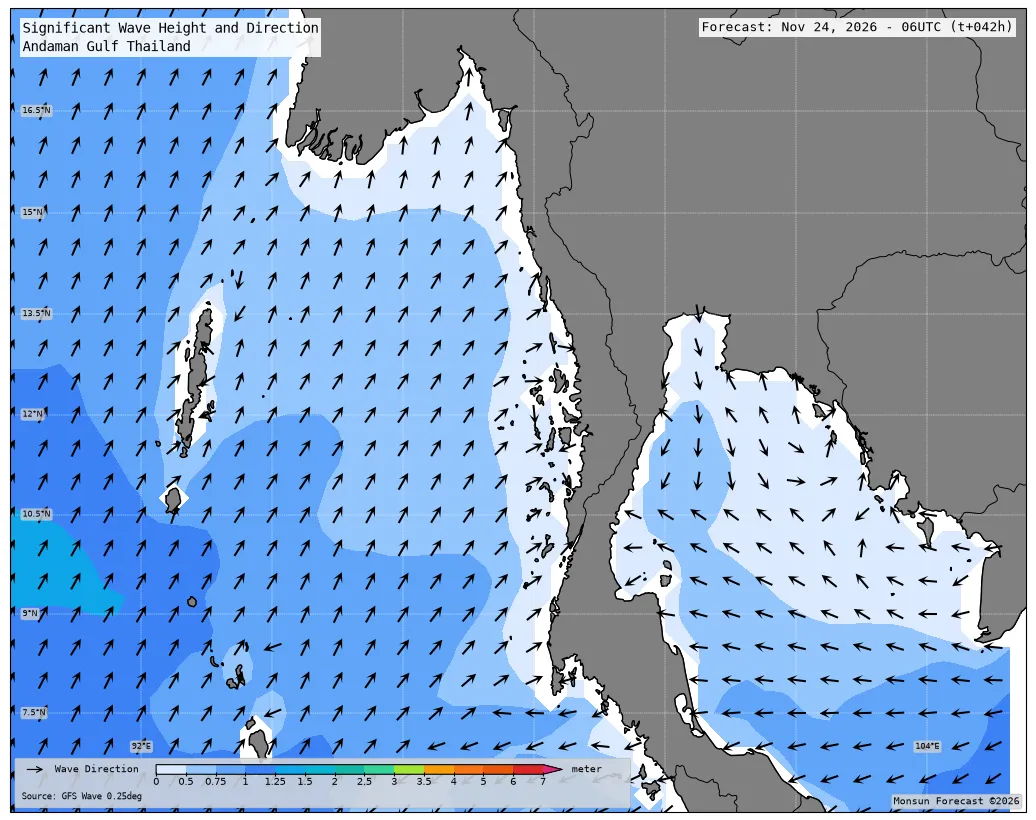 Significant Wave Height and Direction
Andaman Gulf Thailand
Forecast: Nov 24, 2026 - 06UTC (t+042h)
16.5°N
15°N
13.5°N
12°N
10.5°N
9°N
7.5°N
92°E
104°E
Wave Direction
0.5 0.75 1 1.25 1.5 2 2.5 3 3.5 4 5 6 7
meter
Source: GFS Wave 0.25deg
Monsun Forecast ©2026